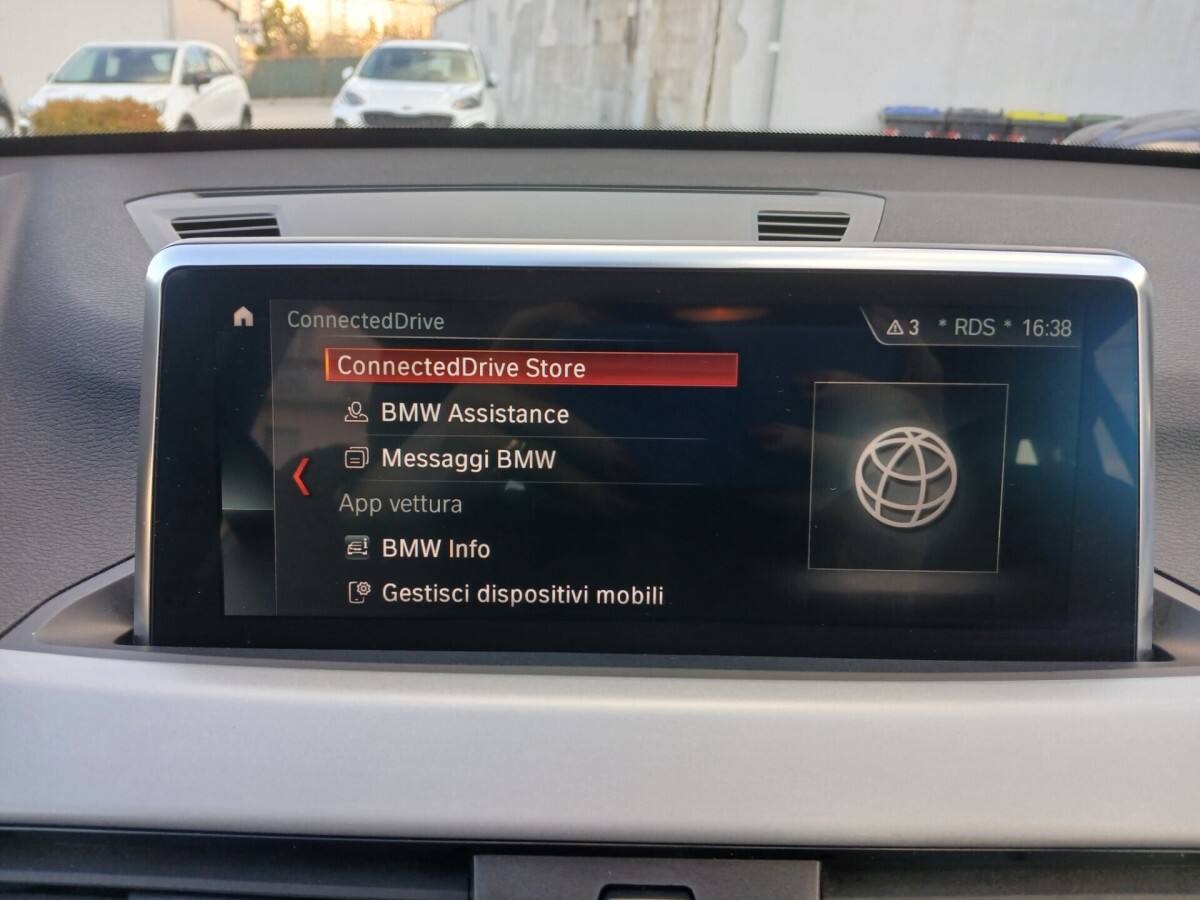 ConnectedDrive
3 * RDS * 16:38
ConnectedDrive Store
BMW Assistance
Messaggi BMW
App vettura
BMW Info
Gestisci dispositivi mobili